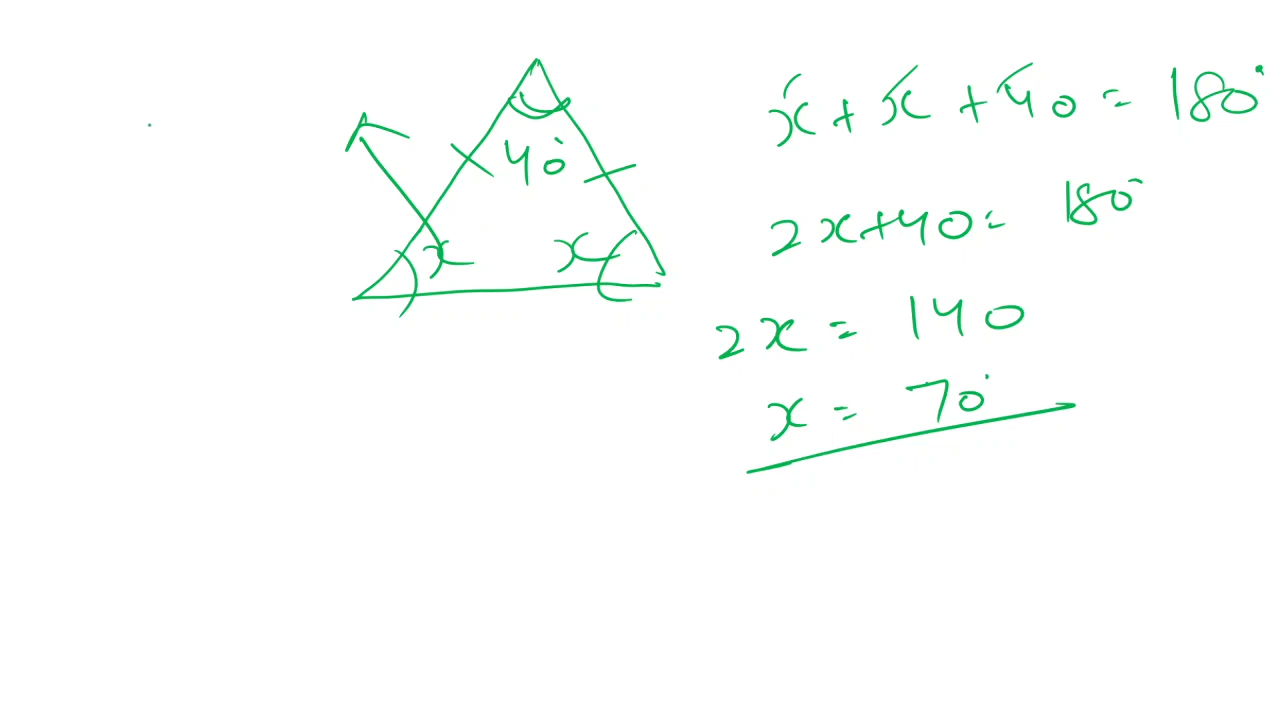 40°
x x
x + x + 40 = 180°
2x + 40 = 180°
2x = 140
x = 70°